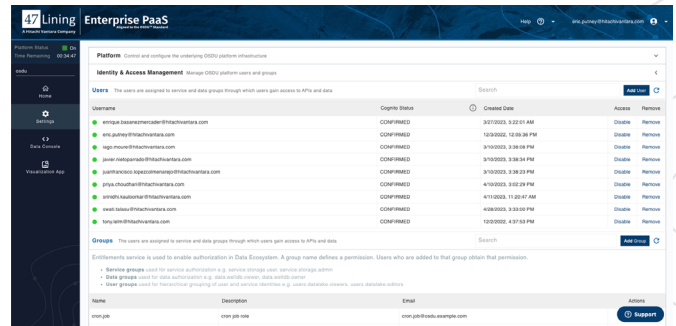 47 Lining Enterprise PaaS
A Hitachi Vantara Company
Aligned to the OSDU™ Standard
Help eric.putney@hitachivantara.com
Platform Status On
Time Remaining 00:34:47
osdu
Home
Settings
Data Console
Visualization App
Platform Control and configure the underlying OSDU platform infrastructure
Identity & Access Management Manage OSDU platform users and groups
Users The users are assigned to service and data groups through which users gain access to APIs and data Search Add User
Username Cognito Status Created Date Access Remove
enrique.basanezmercader@hitachivantara.com CONFIRMED 3/27/2023, 5:22:01 AM Disable Remove
eric.putney@hitachivantara.com CONFIRMED 12/3/2022, 12:05:36 PM Disable Remove
iago.moure@hitachivantara.com CONFIRMED 3/10/2023, 3:38:08 PM Disable Remove
javier.nietoparrado@hitachivantara.com CONFIRMED 3/10/2023, 3:38:34 PM Disable Remove
juanfrancisco.lopezcolmenarejo@hitachivantara.com CONFIRMED 3/10/2023, 3:38:23 PM Disable Remove
priya.choudhari@hitachivantara.com CONFIRMED 4/10/2023, 3:02:29 PM Disable Remove
CONFIRMED 4/11/2023, 11:20:47 AM Disable Remove
swati.talasu@hitachivantara.com CONFIRMED 4/28/2023, 3:33:09 PM Disable Remove
CONFIRMED 12/2/2022, 4:37:53 PM Disable Remove
Groups The users are assigned to service and data groups through which users gain access to APIs and data Search Add Group
Entitlements service is used to enable authorization in Data Ecosystem. A group name defines a permission. Users who are added to that group obtain that permission.
Service groups used for service authorization e.g. service.storage.user, service.storage.admin
Data groups used for data authorization e.g. data.welldb.viewer, data.welldb.owner
User groups used for hierarchical grouping of user and service identities e.g. users.datalake.viewers, users.datalake.editors
Name Description Email Actions
cron.job cron job role cron.job@osdu.example.com
Support